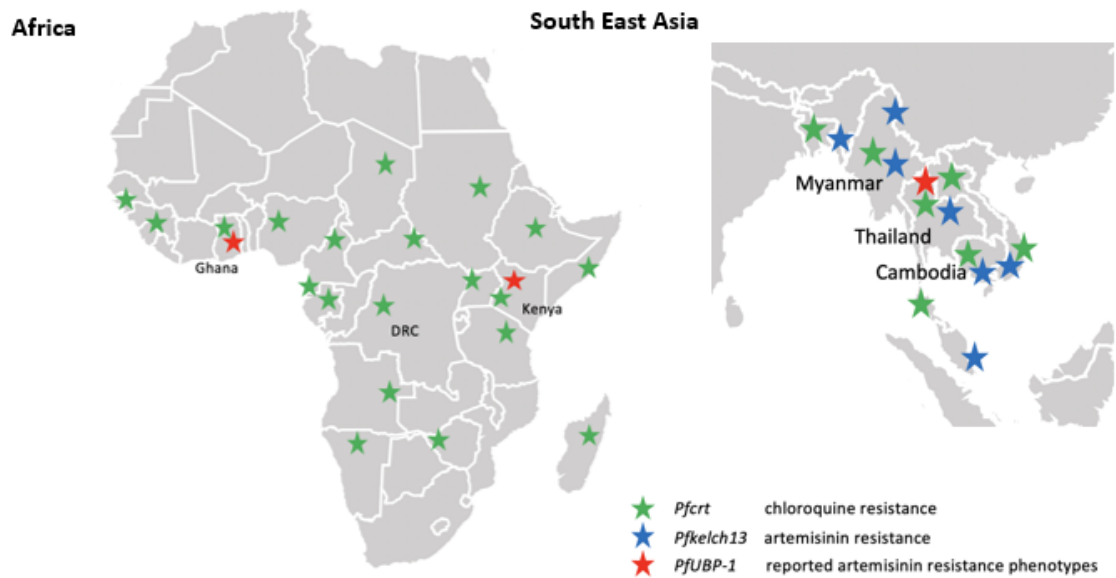 Africa
South East Asia
Myanmar
Thailand
Cambodia
Ghana
Kenya
DRC
Pfcrt chloroquine resistance
Pfkelch13 artemisinin resistance
PfUBP-1 reported artemisinin resistance phenotypes